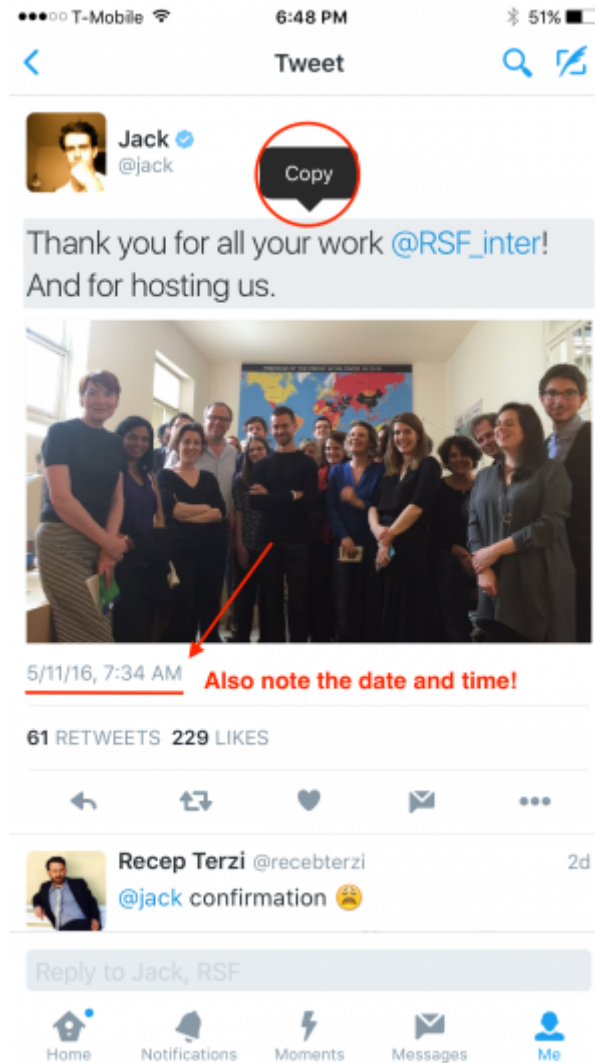 T-Mobile 6:48 PM 51%
Tweet
Jack
@jack
Copy
Thank you for all your work @RSF_inter!
And for hosting us.
5/11/16, 7:34 AM
Also note the date and time!
61 RETWEETS 229 LIKES
Recep Terzi @recebterzi 2d
@jack confirmation 😩
Reply to Jack, RSF
Home Notifications Moments Messages Me